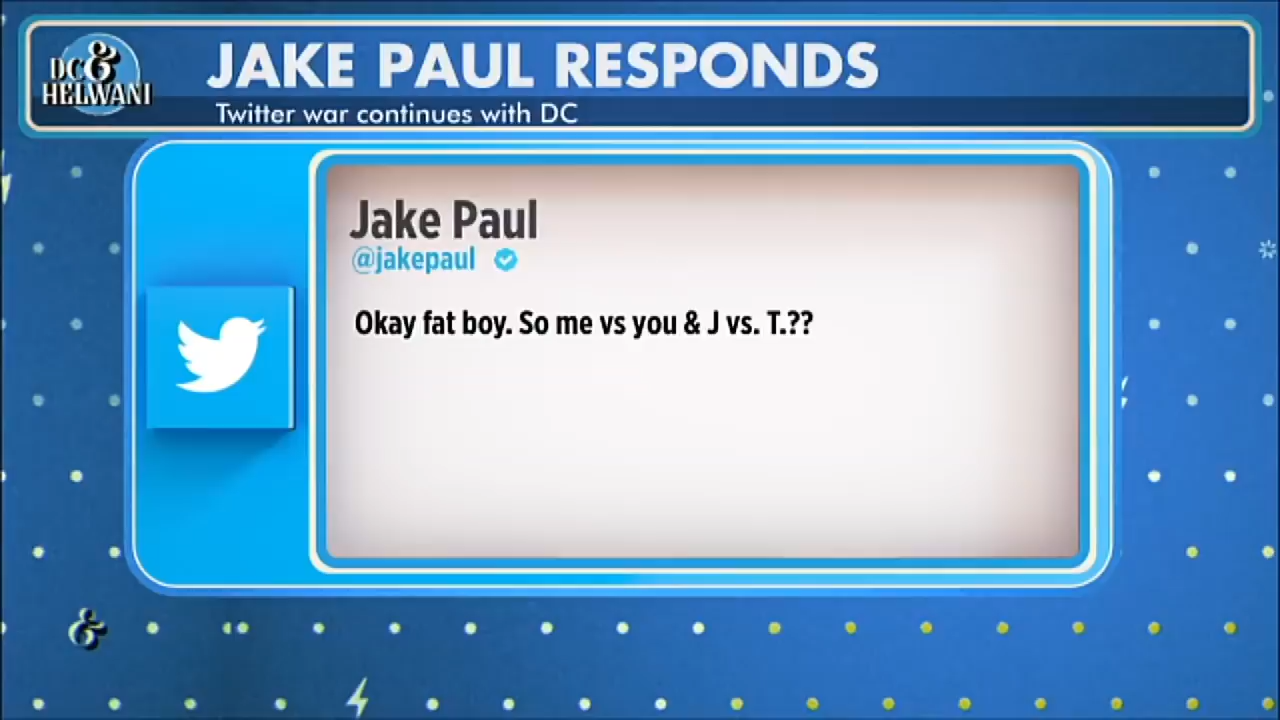 DC &
HELWANI
JAKE PAUL RESPONDS
Twitter war continues with DC
Jake Paul
@jakepaul
Okay fat boy. So me vs you & J vs. T.??
&